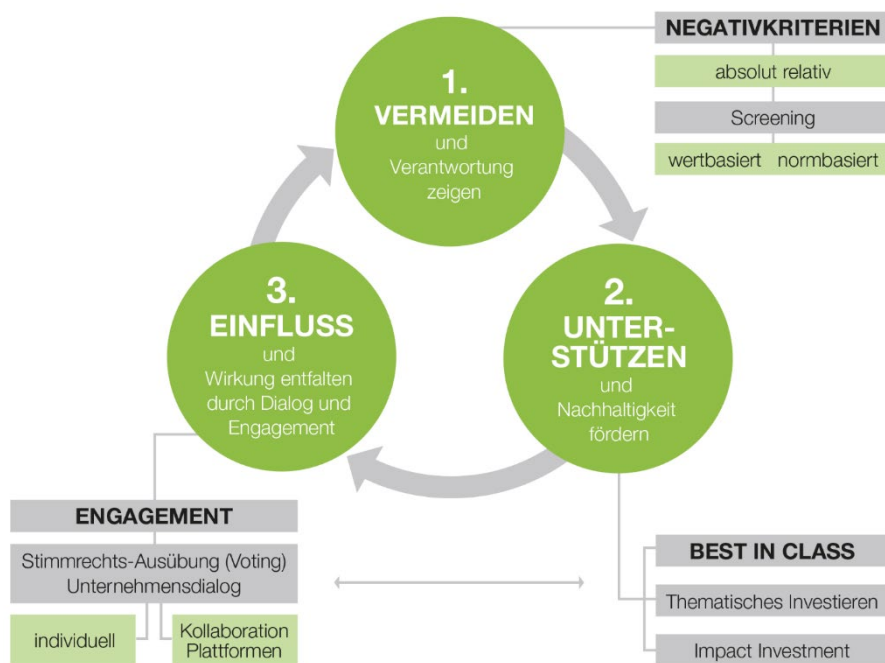 1.
VERMEIDEN
und
Verantwortung
zeigen
NEGATIVKRITERIEN
absolut relativ
Screening
wertbasiert normbasiert
2.
UNTER-
STÜTZEN
und
Nachhaltigkeit
fördern
BEST IN CLASS
Thematisches Investieren
Impact Investment
3.
EINFLUSS
und
Wirkung entfalten
durch Dialog und
Engagement
ENGAGEMENT
Stimmrechts-Ausübung (Voting)
Unternehmensdialog
individuell
Kollaboration
Plattformen